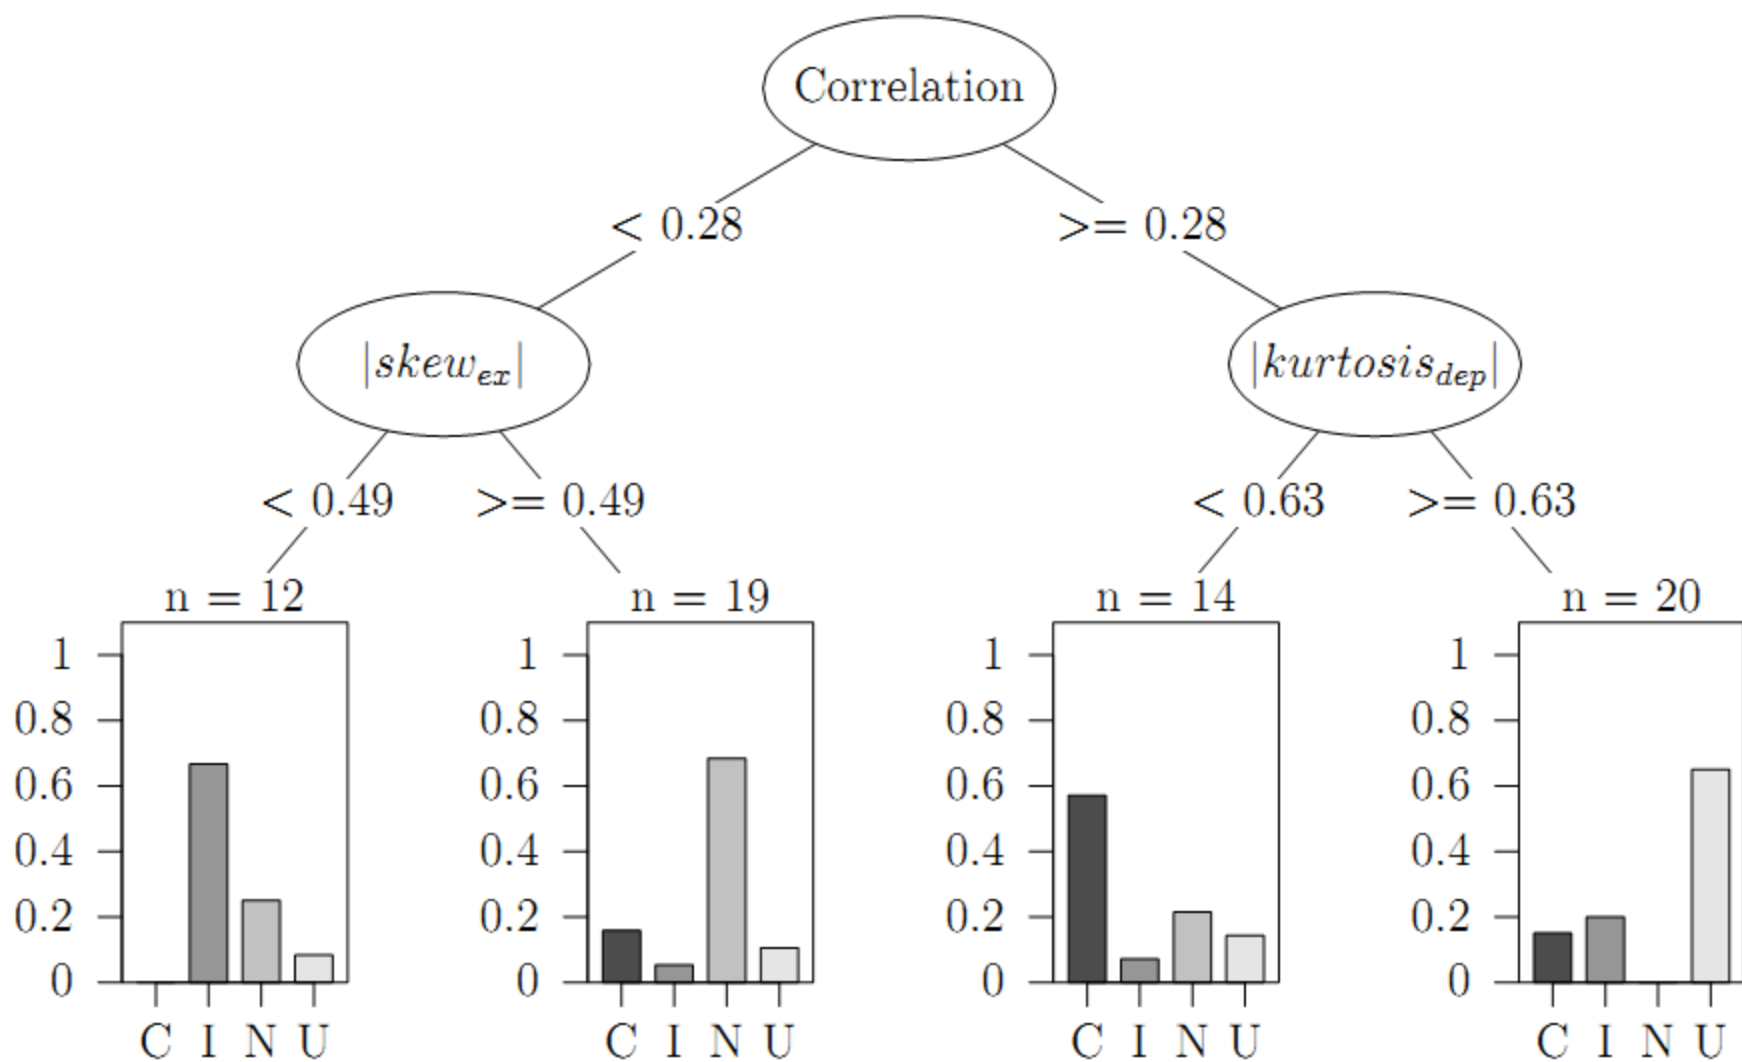 Correlation
< 0.28 >= 0.28
|skew_ex| |kurtosis_dep|
< 0.49 >= 0.49 < 0.63 >= 0.63
n = 12 n = 19 n = 14 n = 20
1 1 1 1
0.8 0.8 0.8 0.8
0.6 0.6 0.6 0.6
0.4 0.4 0.4 0.4
0.2 0.2 0.2 0.2
0 0 0 0
C I N U C I N U C I N U C I N U